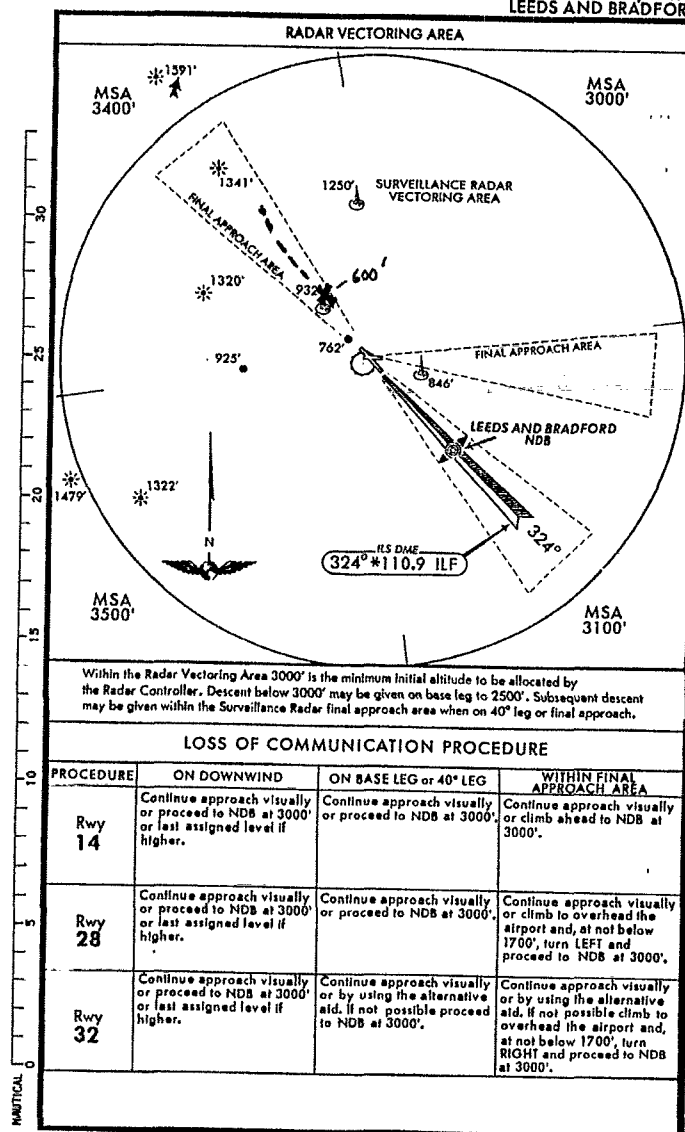 LEEDS AND BRADFOR
RADAR VECTORING AREA
1591'
MSA
3400'
MSA
3000'
1341'
1250'
SURVEILLANCE RADAR
VECTORING AREA
FINAL APPROACH AREA
600'
932'
1320'
762'
925'
FINAL APPROACH AREA
846'
LEEDS AND BRADFORD
NDB
1479'
1322'
N
324°
ILS DME
324° *110.9 ILF
MSA
3500'
MSA
3100'
Within the Radar Vectoring Area 3000' is the minimum initial altitude to be allocated by
the Radar Controller. Descent below 3000' may be given on base leg to 2500'. Subsequent descent
may be given within the Surveillance Radar final approach area when on 40° leg or final approach.
LOSS OF COMMUNICATION PROCEDURE
PROCEDURE ON DOWNWIND ON BASE LEG or 40° LEG WITHIN FINAL
APPROACH AREA
Rwy
14
Continue approach visually
or proceed to NDB at 3000'
or last assigned level if
higher.
Continue approach visually
or proceed to NDB at 3000'.
Continue approach visually
or climb ahead to NDB at
3000'.
Rwy
28
Continue approach visually
or proceed to NDB at 3000'
or last assigned level if
higher.
Continue approach visually
or proceed to NDB at 3000'.
Continue approach visually
or climb to overhead the
airport and, at not below
1700', turn LEFT and
proceed to NDB at 3000'.
Rwy
32
Continue approach visually
or proceed to NDB at 3000'
or last assigned level if
higher.
Continue approach visually
or by using the alternative
aid. If not possible proceed
to NDB at 3000'.
Continue approach visually
or by using the alternative
aid. If not possible climb to
overhead the airport and,
at not below 1700', turn
RIGHT and proceed to NDB
at 3000'.
30
25
20
15
10
5
0
NAUTICAL